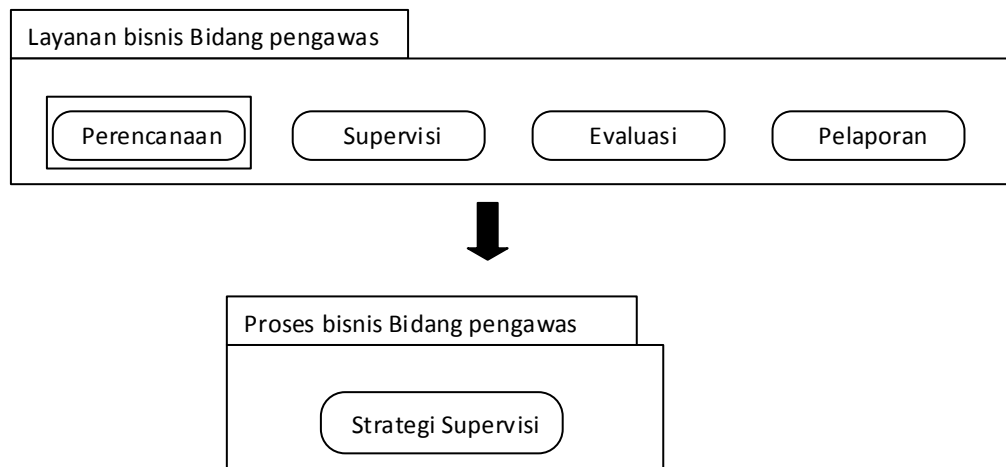 Layanan bisnis Bidang pengawas
Perencanaan
Supervisi
Evaluasi
Pelaporan
Proses bisnis Bidang pengawas
Strategi Supervisi